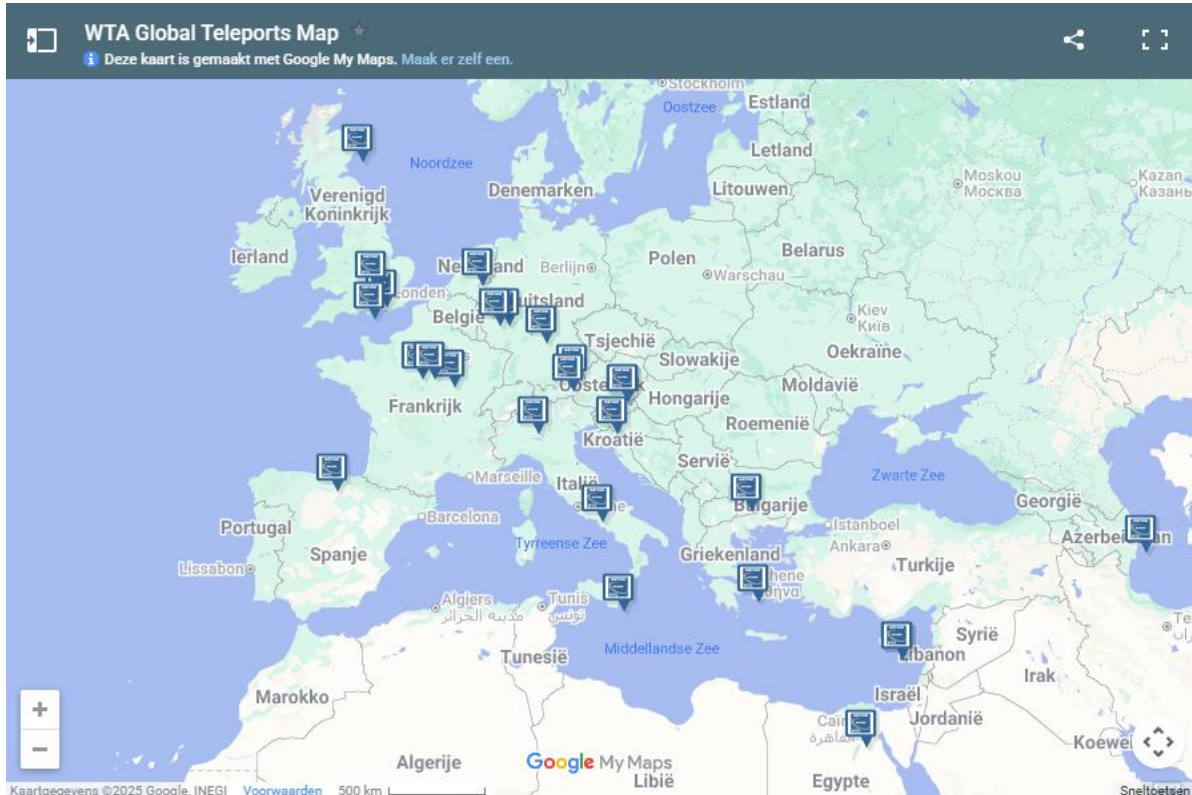 WTA Global Teleports Map
Deze kaart is gemaakt met Google My Maps. Maak er zelf een.
Stockholm
Oostzee
Estland
Letland
Noordzee
Moskou
Москва
Kazan
Казань
Verenigd
Koninkrijk
Denemarken
Litouwen
Ierland
Berlijn
Polen
Belarus
Warschau
Londen
België
Kiev
Київ
Tsjechië
Slowakije
Oekraïne
Moldavië
Hongarije
Frankrijk
Roemenië
Kroatië
Servië
Marseille
Italië
Zwarte Zee
Georgië
Portugal
Barcelona
Istanboel
Spanje
Tyrreense Zee
Griekenland
Ankara
Turkije
Lissabon
Algiers
مدينة الجزائر
Tunis
تونس
Syrië
Middellandse Zee
Tunesië
Libanon
Irak
Marokko
Israël
Jordanië
القاهرة
Algerije
Google My Maps
Libië
Egypte
Kaartgegevens ©2025 Google, INEGI Voorwaarden 500 km
Sneltoetsen